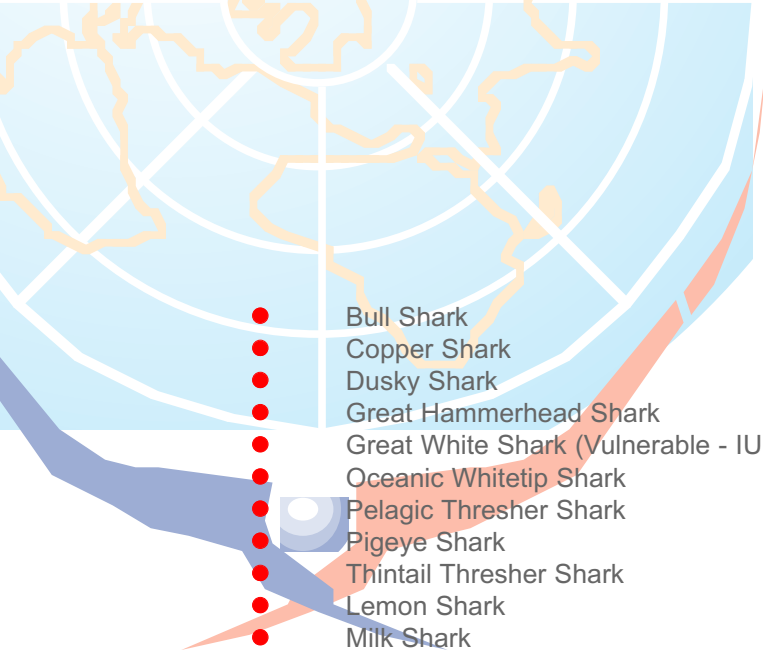 Bull Shark
Copper Shark
Dusky Shark
Great Hammerhead Shark
Great White Shark (Vulnerable - IU
Oceanic Whitetip Shark
Pelagic Thresher Shark
Pigeye Shark
Thintail Thresher Shark
Lemon Shark
Milk Shark